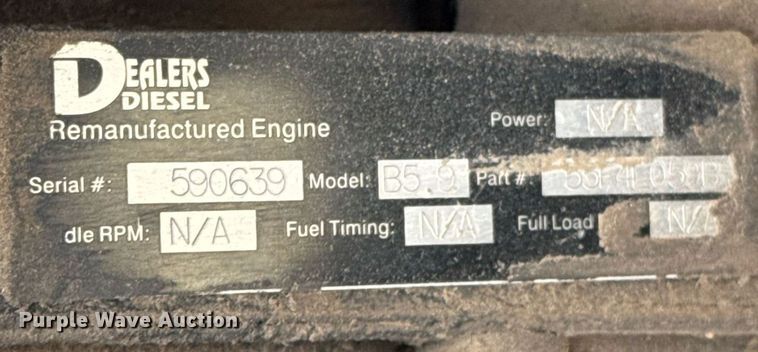 DEALERS
DIESEL
Remanufactured Engine
Power: N/A
Serial #: 590639 Model: B5.9 Part #:
dle RPM: N/A Fuel Timing: N/A Full Load N/
Purple Wave Auction